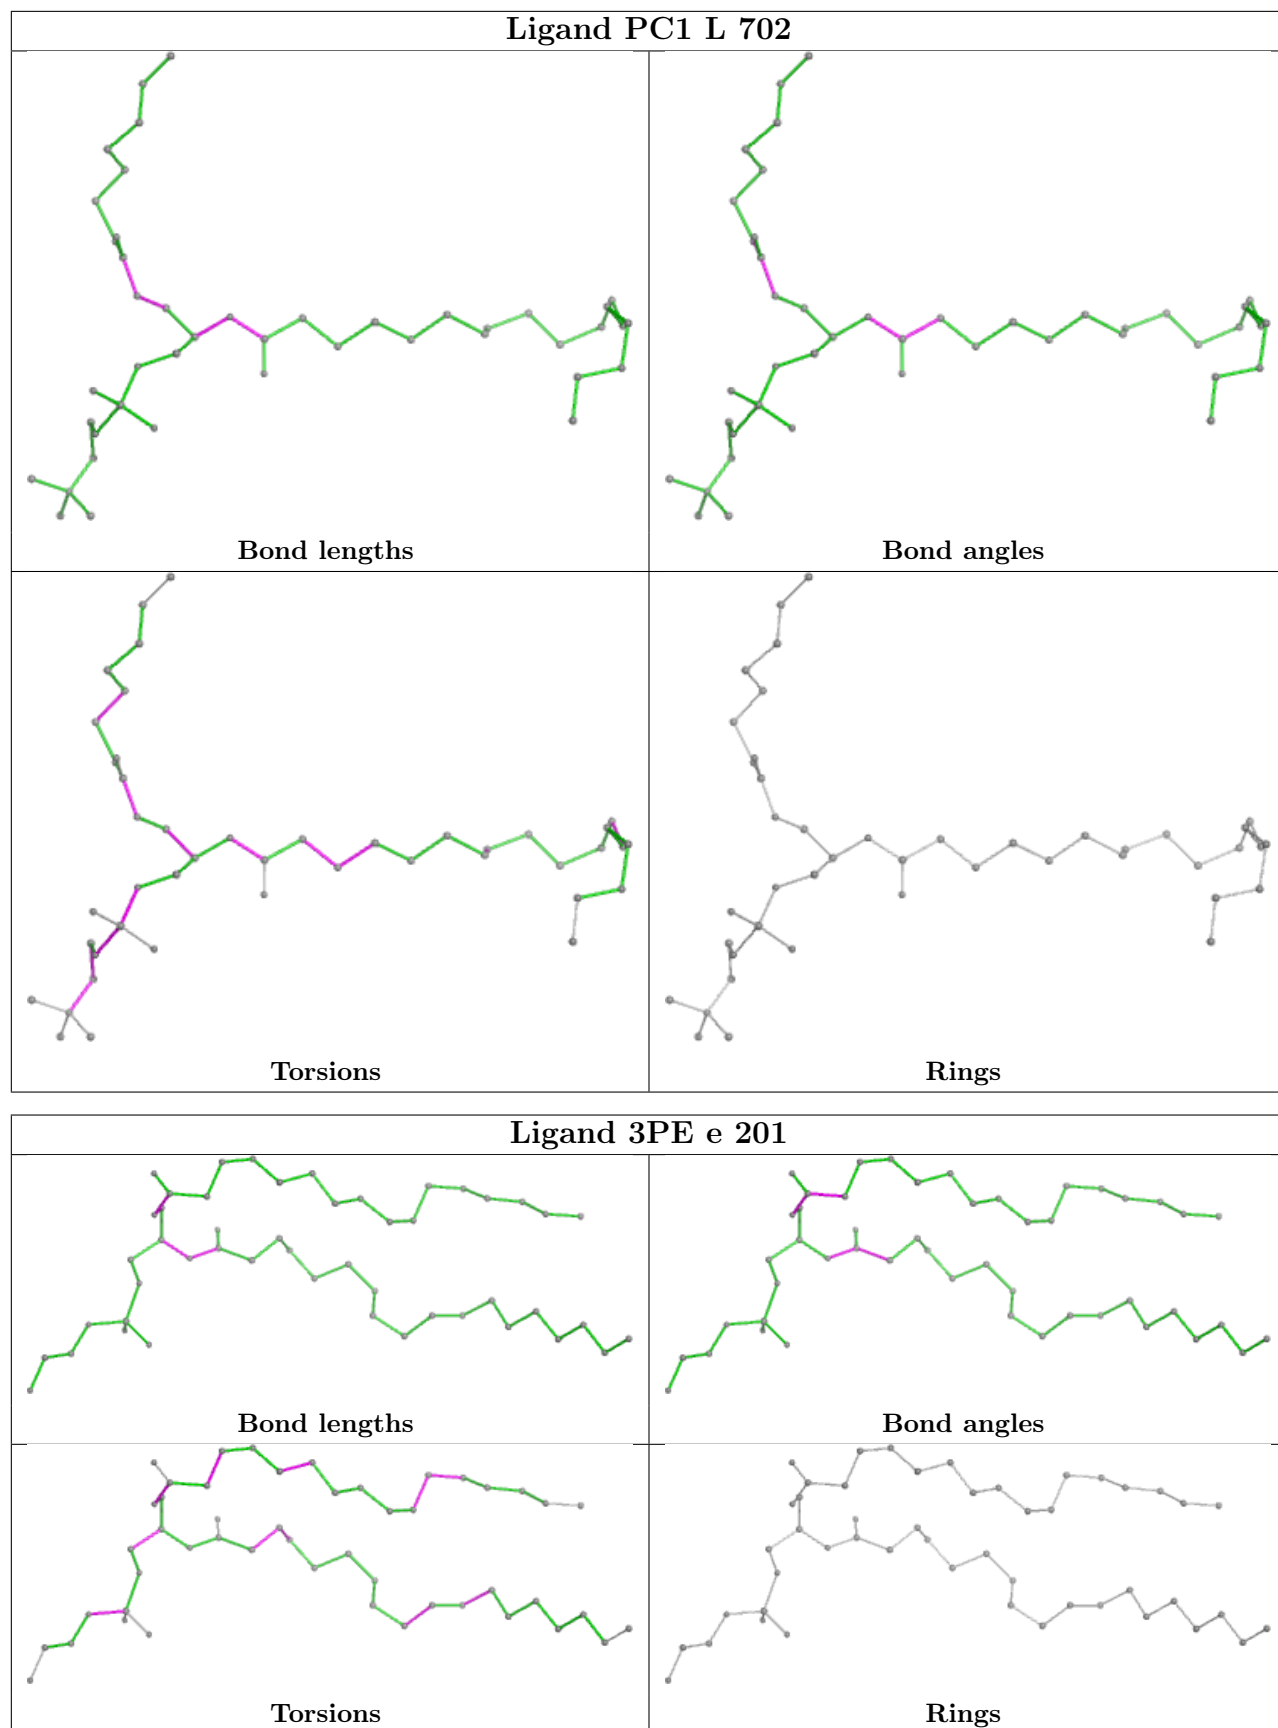 Ligand PC1 L 702
Bond lengths
Bond angles
Torsions
Rings
Ligand 3PE e 201
Bond lengths
Bond angles
Torsions
Rings